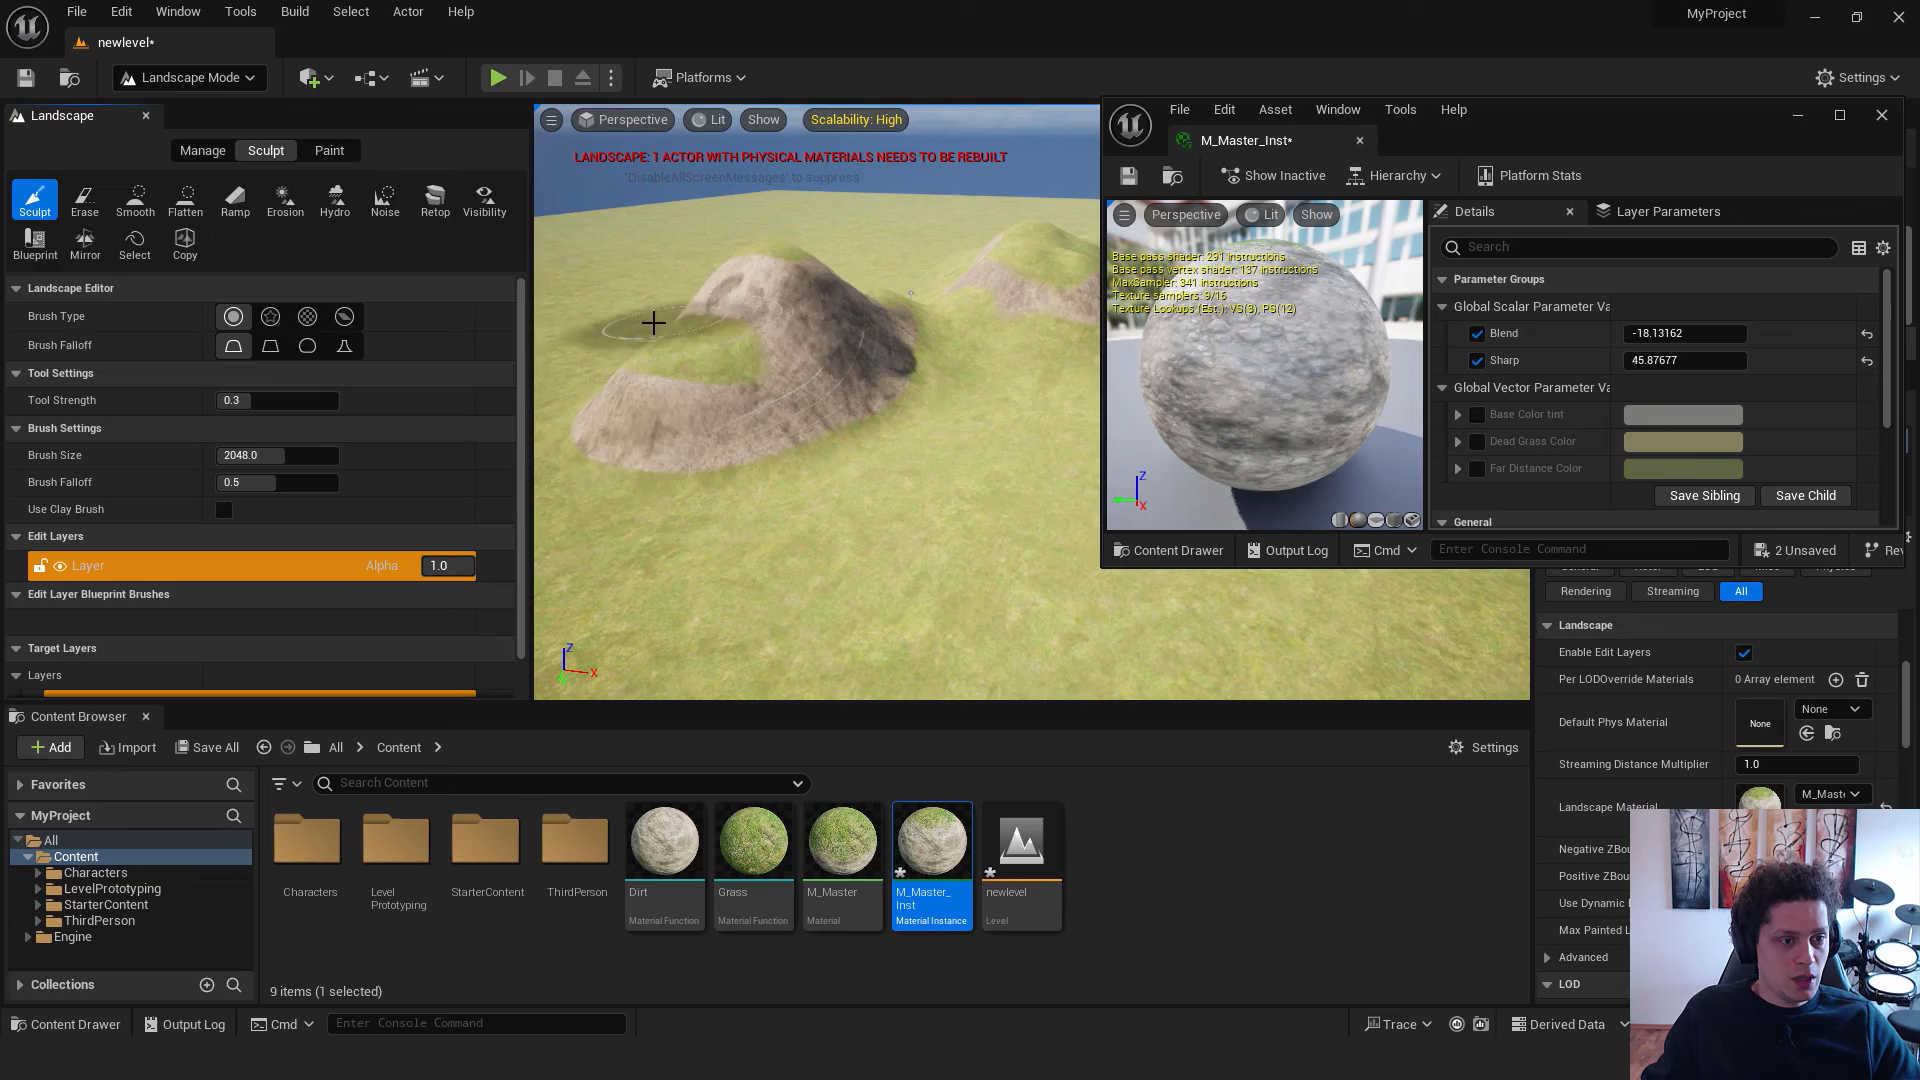 File Edit Window Tools Build Select Actor Help
MyProject
newlevel*
Landscape Mode
Platforms
Settings
Landscape
Manage Sculpt Paint
Sculpt Erase Smooth Flatten Ramp Erosion Hydro Noise Retop Visibility
Blueprint Mirror Select Copy
Landscape Editor
Brush Type
Brush Falloff
Tool Settings
Tool Strength 0.3
Brush Settings
Brush Size 2048.0
Brush Falloff 0.5
Use Clay Brush
Edit Layers
Layer Alpha 1.0
Edit Layer Blueprint Brushes
Target Layers
Layers
Perspective Lit Show Scalability: High
LANDSCAPE: 1 ACTOR WITH PHYSICAL MATERIALS NEEDS TO BE REBUILT
'DisableAllScreenMessages' to suppress
Z
X
File Edit Asset Window Tools Help
M_Master_Inst*
Show Inactive Hierarchy Platform Stats
Perspective Lit Show
Base pass shader: 291 instructions
Base pass vertex shader: 137 instructions
MaxSampler: 341 instructions
Texture samplers: 9/16
Texture Lookups (Est.): VS(3), PS(12)
Z
X
Details Layer Parameters
Search
Parameter Groups
Global Scalar Parameter Va
Blend -18.13162
Sharp 45.87677
Global Vector Parameter Va
Base Color tint
Dead Grass Color
Far Distance Color
Save Sibling Save Child
General
Content Drawer Output Log Cmd Enter Console Command 2 Unsaved Rev
Rendering Streaming All
Landscape
Enable Edit Layers
Per LODOverride Materials 0 Array element
Default Phys Material None None
Streaming Distance Multiplier 1.0
Landscape Material M_Maste
Negative ZBou
Positive ZBou
Use Dynamic
Max Painted L
Advanced
LOD
Content Browser
Add Import Save All All Content
Settings
Favorites
MyProject
All
Content
Characters
LevelPrototyping
StarterContent
ThirdPerson
Engine
Collections
Search Content
Characters
Level
Prototyping
StarterContent
ThirdPerson
Dirt
Material Function
Grass
Material Function
M_Master
Material
M_Master_
Inst
Material Instance
newlevel
Level
9 items (1 selected)
Content Drawer Output Log Cmd Enter Console Command
Trace Derived Data